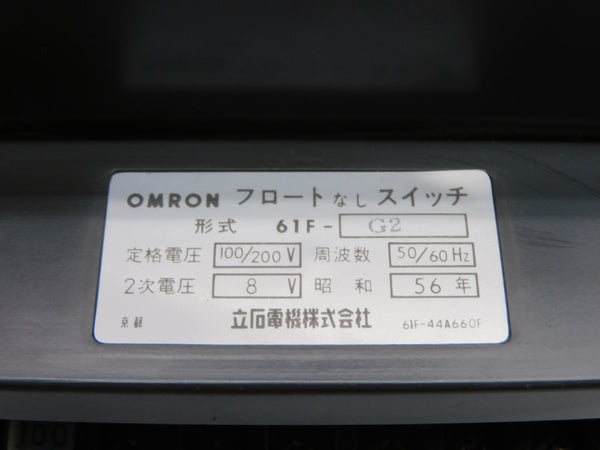 OMRON フロートなしスイッチ
形式 61F-G2
定格電圧 100/200 V 周波数 50/60 Hz
2次電圧 8 V 昭和 56 年
京都 立石電機株式会社 61F-44A660F
100